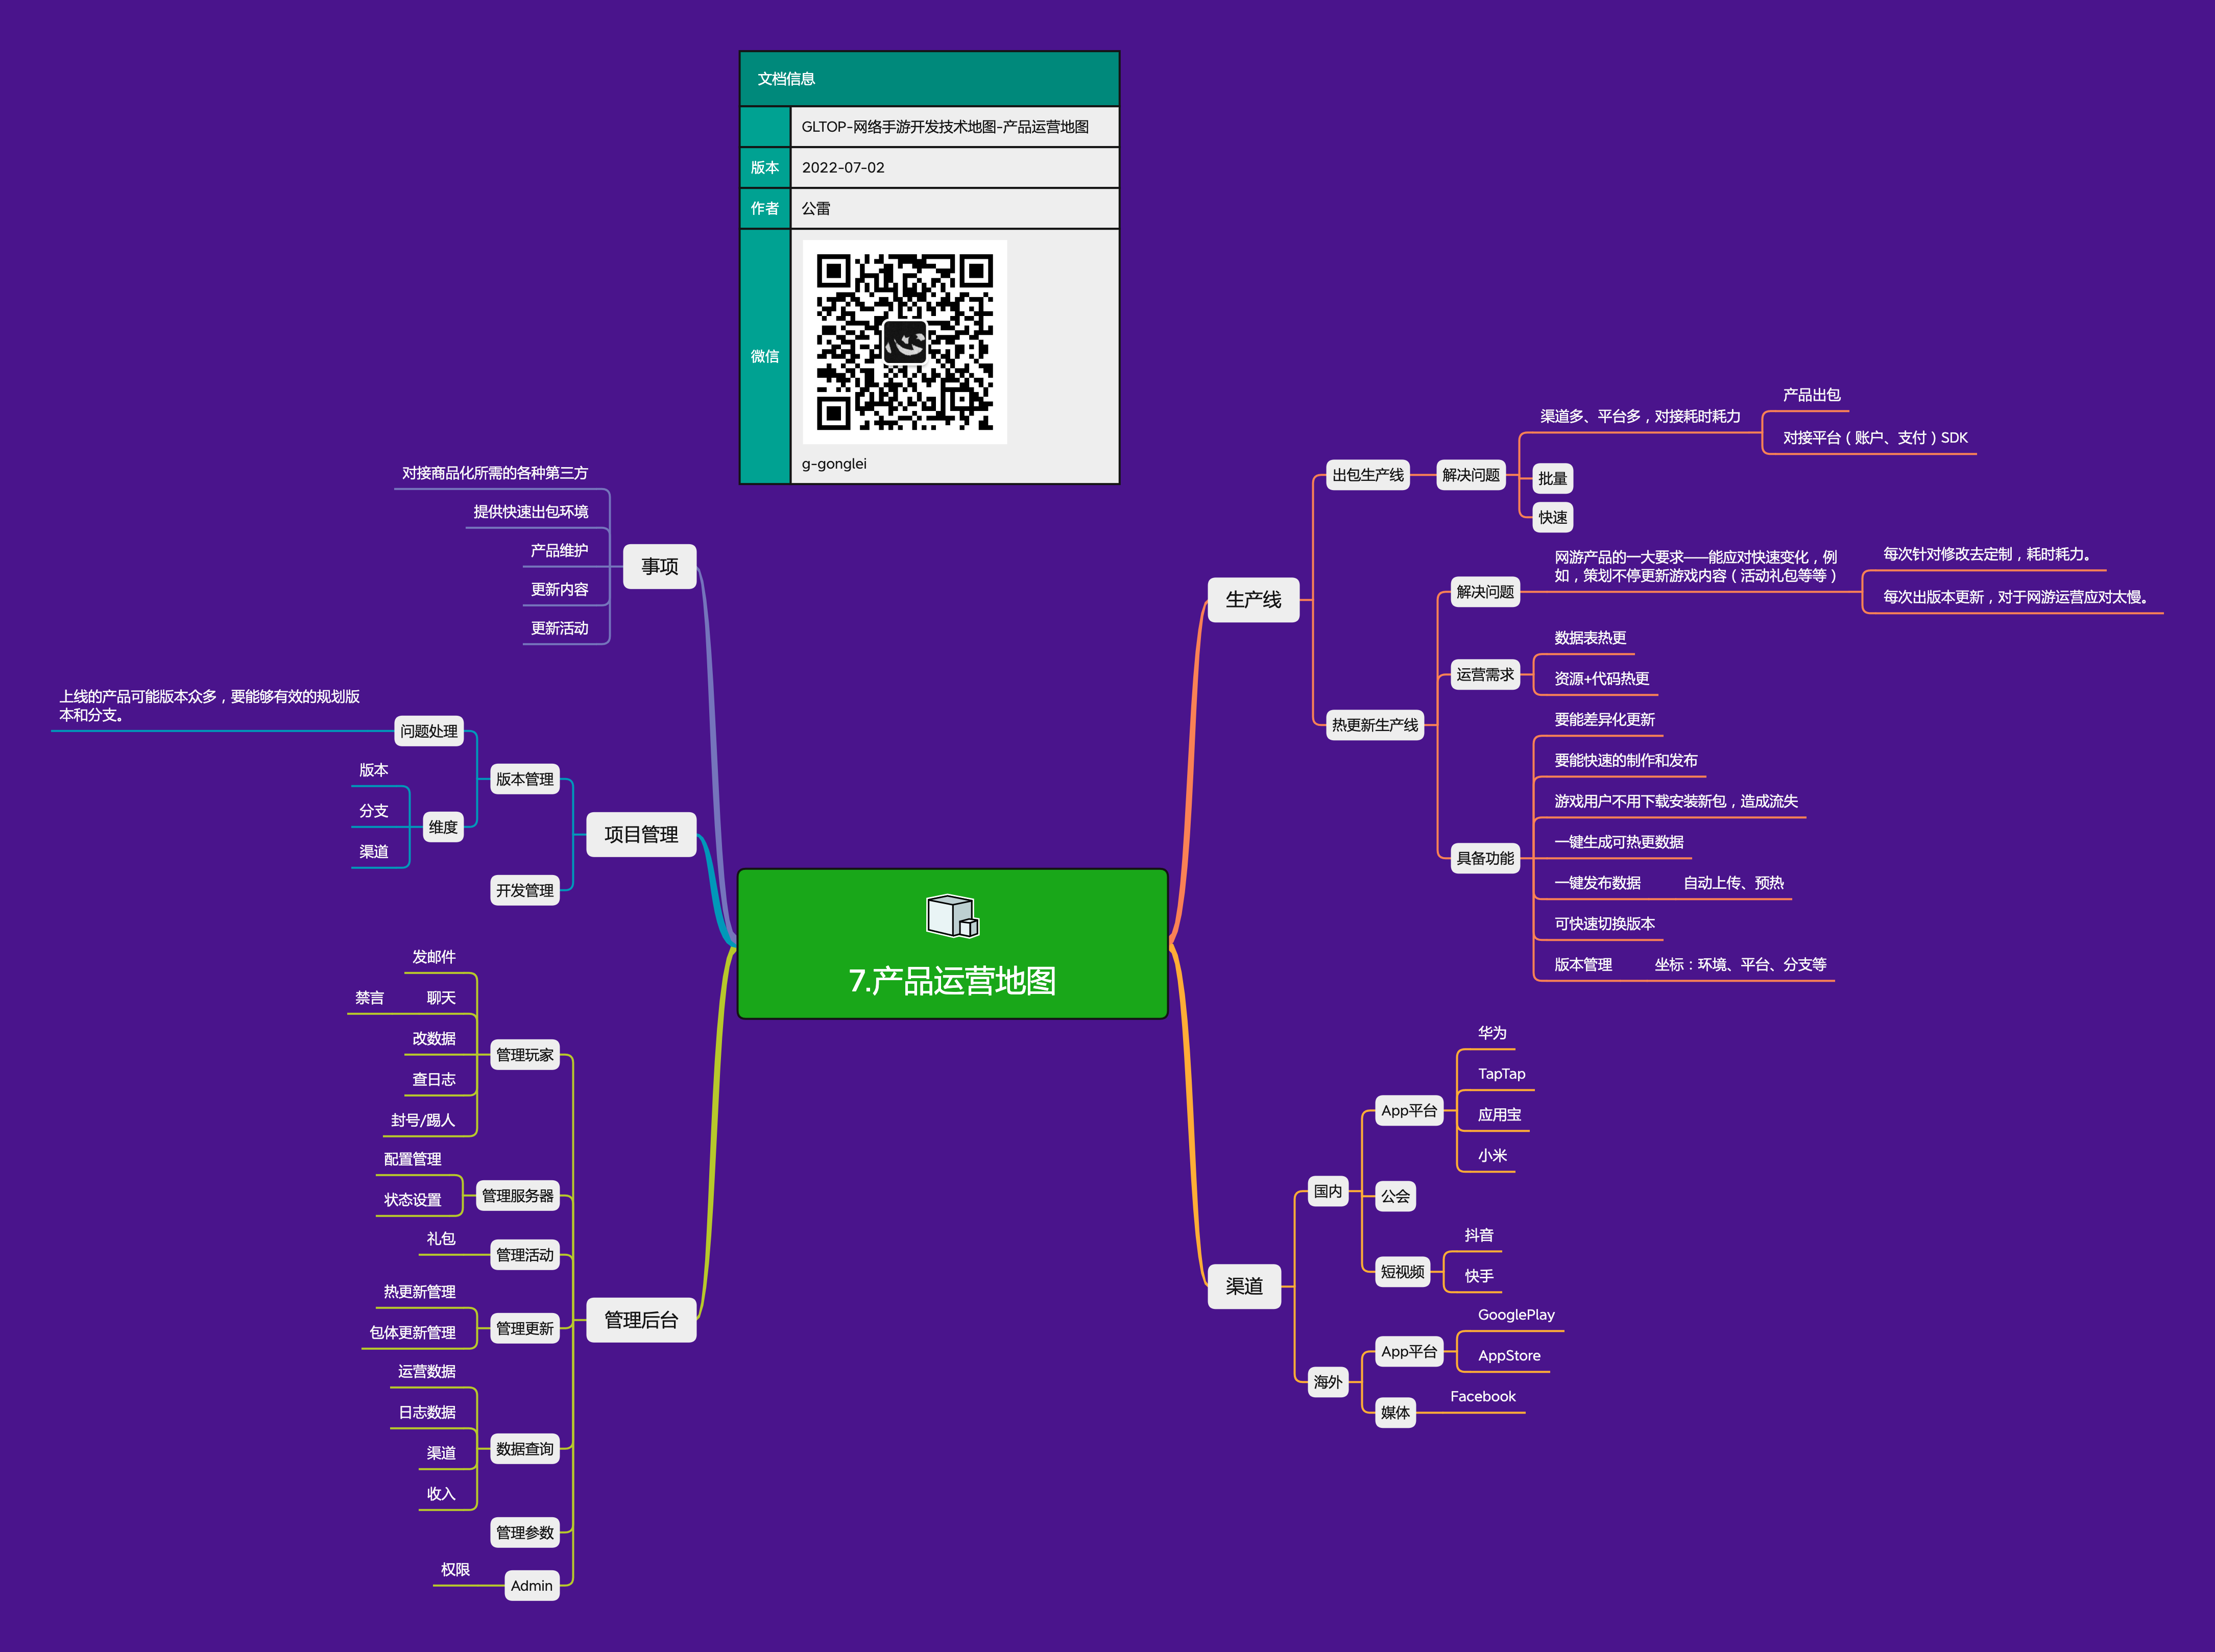 文档信息
GLTOP-网络手游开发技术地图-产品运营地图
版本
2022-07-02
作者
公雷
微信
g-gonglei
7.产品运营地图
生产线
出包生产线
解决问题
渠道多、平台多，对接耗时耗力
产品出包
对接平台（账户、支付）SDK
批量
快速
热更新生产线
解决问题
网游产品的一大要求——能应对快速变化，例
如，策划不停更新游戏内容（活动礼包等等）
每次针对修改去定制，耗时耗力。
每次出版本更新，对于网游运营应对太慢。
运营需求
数据表热更
资源+代码热更
具备功能
要能差异化更新
要能快速的制作和发布
游戏用户不用下载安装新包，造成流失
一键生成可热更数据
一键发布数据
自动上传、预热
可快速切换版本
版本管理
坐标：环境、平台、分支等
渠道
国内
App平台
华为
TapTap
应用宝
小米
公会
短视频
抖音
快手
海外
App平台
GooglePlay
AppStore
媒体
Facebook
事项
对接商品化所需的各种第三方
提供快速出包环境
产品维护
更新内容
更新活动
项目管理
版本管理
问题处理
上线的产品可能版本众多，要能够有效的规划版
本和分支。
维度
版本
分支
渠道
开发管理
管理后台
管理玩家
发邮件
聊天
禁言
改数据
查日志
封号/踢人
管理服务器
配置管理
状态设置
管理活动
礼包
管理更新
热更新管理
包体更新管理
数据查询
运营数据
日志数据
渠道
收入
管理参数
Admin
权限